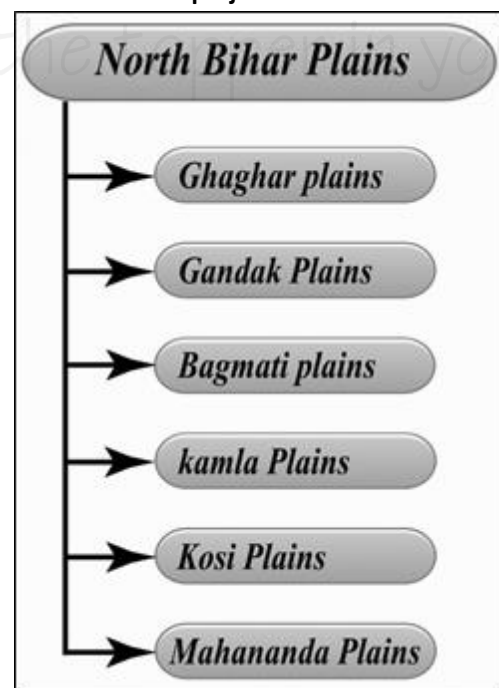 North Bihar Plains
Ghaghar plains
Gandak Plains
Bagmati plains
kamla Plains
Kosi Plains
Mahananda Plains